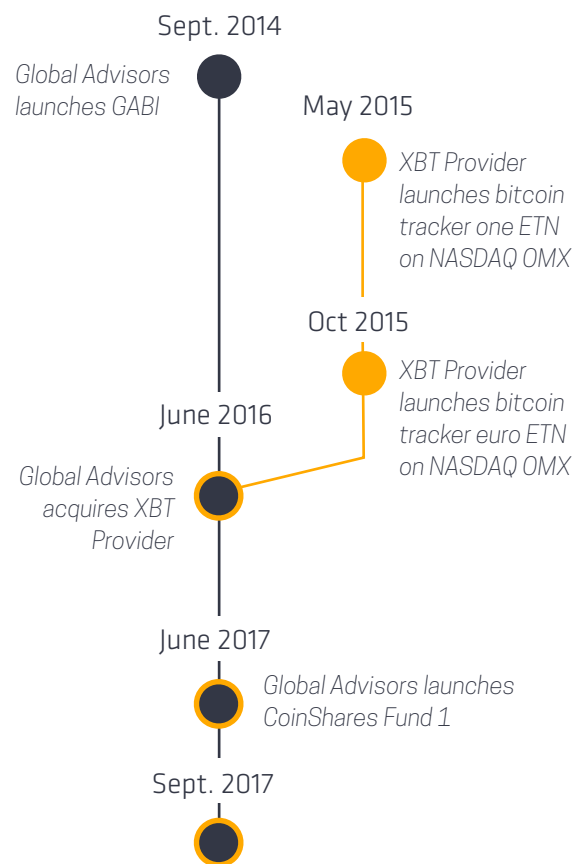 Sept. 2014
Global Advisors
launches GABI
May 2015
XBT Provider
launches bitcoin
tracker one ETN
on NASDAQ OMX
Oct 2015
XBT Provider
launches bitcoin
tracker euro ETN
on NASDAQ OMX
June 2016
Global Advisors
acquires XBT
Provider
June 2017
Global Advisors launches
CoinShares Fund 1
Sept. 2017